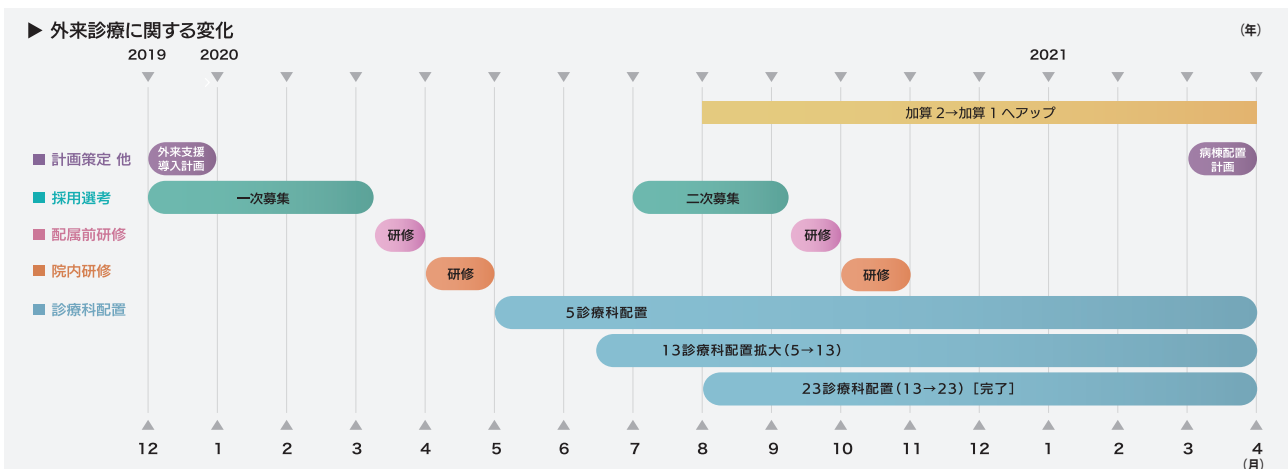 ▶ 外来診療に関する変化
(年)
2019 2020 2021
加算2→加算1へアップ
計画策定 他
外来支援
導入計画
病棟配置
計画
採用選考
一次募集
二次募集
配属前研修
研修
研修
院内研修
研修
研修
診療科配置
5診療科配置
13診療科配置拡大(5→13)
23診療科配置(13→23)[完了]
12 1 2 3 4 5 6 7 8 9 10 11 12 1 2 3 4
(月)